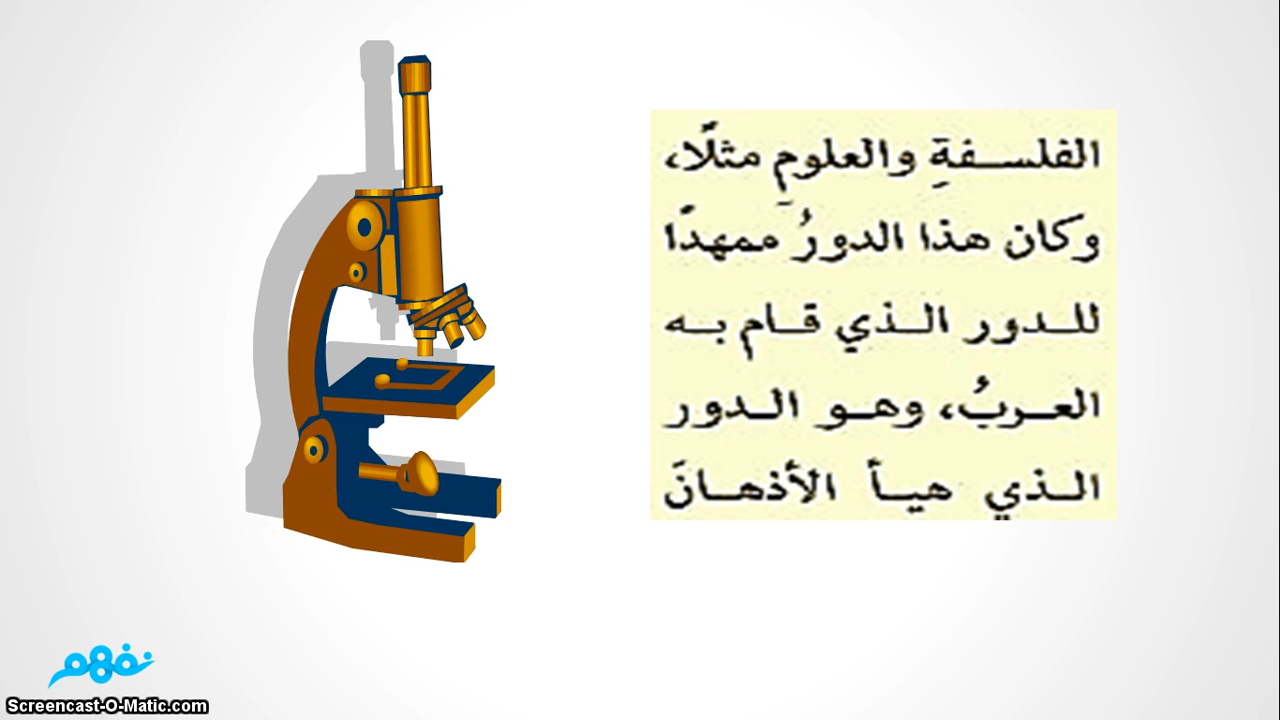 الفلسفةِ والعلومِ مثلًا،
وكان هذا الدورُ ممهدًا
للدور الذي قام به
العربُ، وهو الدور
الذي هيأ الأذهانَ
نفهم
Screencast-O-Matic.com